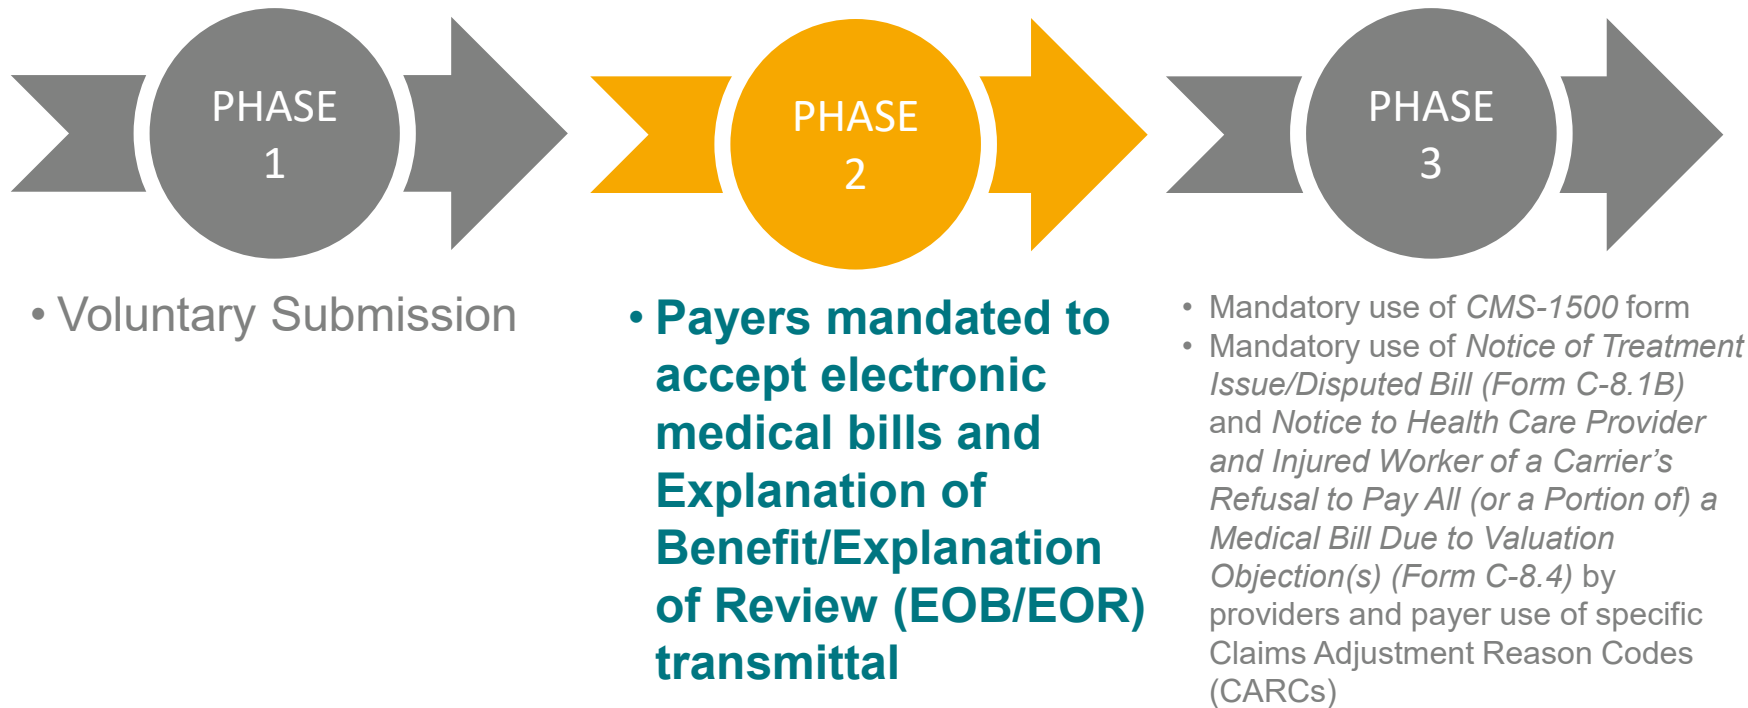 PHASE
1
• Voluntary Submission
PHASE
2
• Payers mandated to
accept electronic
medical bills and
Explanation of
Benefit/Explanation
of Review (EOB/EOR)
transmittal
PHASE
3
• Mandatory use of CMS-1500 form
• Mandatory use of Notice of Treatment
Issue/Disputed Bill (Form C-8.1B)
and Notice to Health Care Provider
and Injured Worker of a Carrier’s
Refusal to Pay All (or a Portion of) a
Medical Bill Due to Valuation
Objection(s) (Form C-8.4) by
providers and payer use of specific
Claims Adjustment Reason Codes
(CARCs)